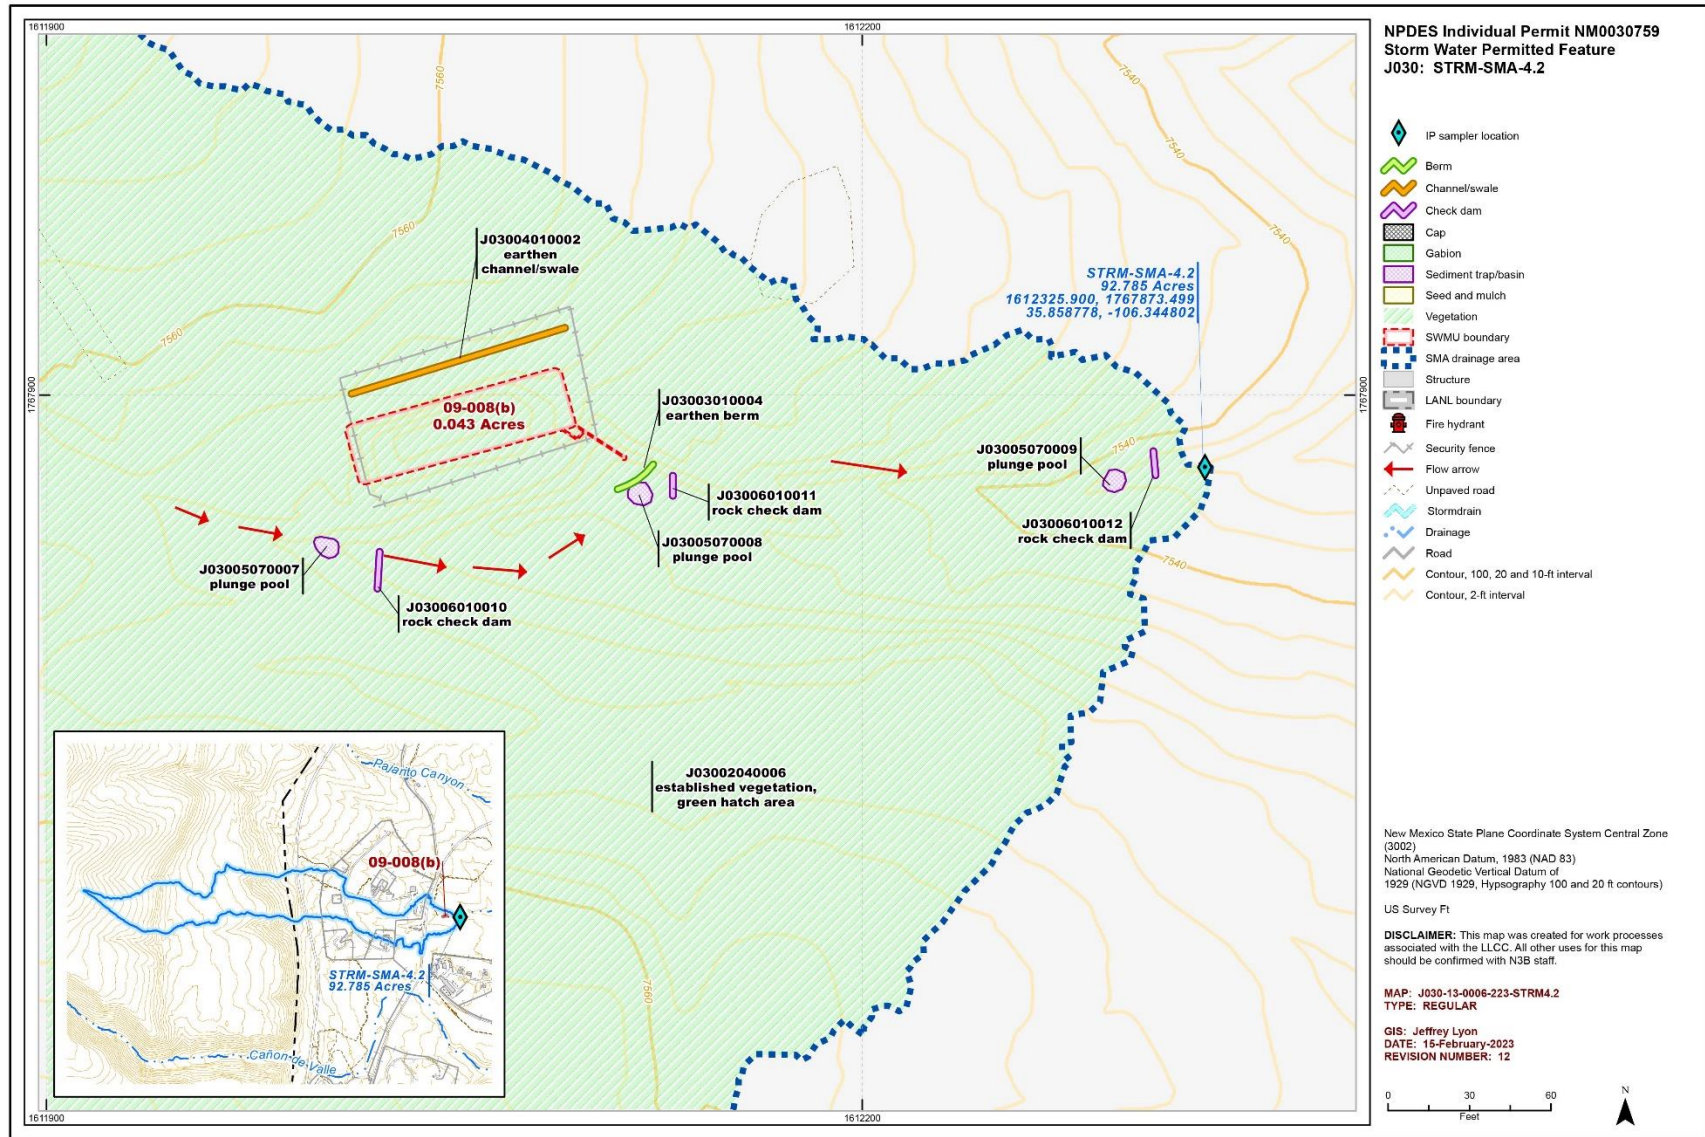 1611900
1612200
7560
7540
7540
7540
7560
7560
1767900
1767900
J03004010002
earthen
channel/swale
STRM-SMA-4.2
92.785 Acres
1612325.900, 1767873.499
35.858778, -106.344802
09-008(b)
0.043 Acres
J03003010004
earthen berm
J03005070009
plunge pool
7540
J03006010011
rock check dam
J03006010012
rock check dam
J03005070008
plunge pool
7540
J03005070007
plunge pool
J03006010010
rock check dam
J03002040006
established vegetation,
green hatch area
7560
Pajarito Canyon
09-008(b)
STRM-SMA-4.2
92.785 Acres
Cañon de Valle
1611900
1612200
NPDES Individual Permit NM0030759
Storm Water Permitted Feature
J030: STRM-SMA-4.2
IP sampler location
Berm
Channel/swale
Check dam
Cap
Gabion
Sediment trap/basin
Seed and mulch
Vegetation
SWMU boundary
SMA drainage area
Structure
LANL boundary
Fire hydrant
Security fence
Flow arrow
Unpaved road
Stormdrain
Drainage
Road
Contour, 100, 20 and 10-ft interval
Contour, 2-ft interval
New Mexico State Plane Coordinate System Central Zone
(3002)
North American Datum, 1983 (NAD 83)
National Geodetic Vertical Datum of
1929 (NGVD 1929, Hypsography 100 and 20 ft contours)
US Survey Ft
DISCLAIMER: This map was created for work processes
associated with the LLCC. All other uses for this map
should be confirmed with N3B staff.
MAP: J030-13-0006-223-STRM4.2
TYPE: REGULAR
GIS: Jeffrey Lyon
DATE: 15-February-2023
REVISION NUMBER: 12
0 30 60
Feet
N